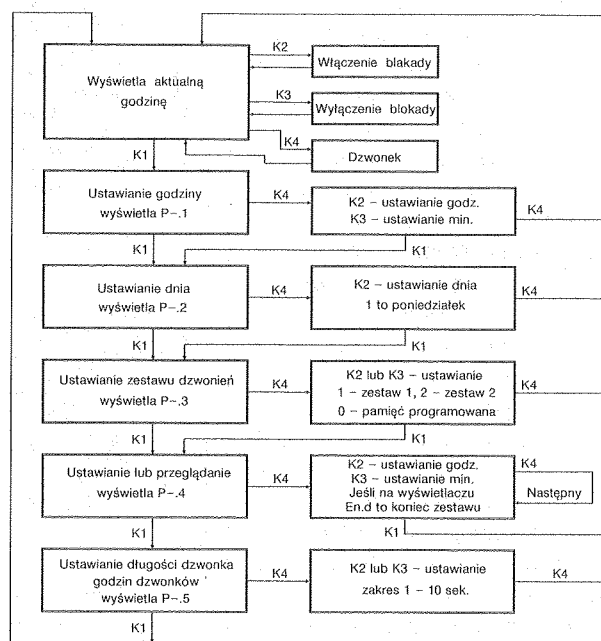 Wyświetla aktualną
godzinę
K2
Włączenie blakady
K3
Wyłączenie blokady
K4
Dzwonek
K1
Ustawianie godziny
wyświetla P–.1
K4
K2 – ustawianie godz.
K3 – ustawianie min.
K4
K1
K1
Ustawianie dnia
wyświetla P–.2
K4
K2 – ustawianie dnia
1 to poniedziałek
K4
K1
K1
Ustawianie zestawu dzwonień
wyświetla P–.3
K4
K2 lub K3 – ustawianie
1 – zestaw 1, 2 – zestaw 2
0 – pamięć programowana
K4
K1
K1
Ustawianie lub przeglądanie
wyświetla P–.4
K4
K2 – ustawianie godz.
K3 – ustawianie min.
Jeśli na wyświetlaczu
En.d to koniec zestawu
K4
Następny
K1
K1
Ustawianie długości dzwonka
godzin dzwonków
wyświetla P–.5
K4
K2 lub K3 – ustawianie
zakres 1 – 10 sek.
K4
K1